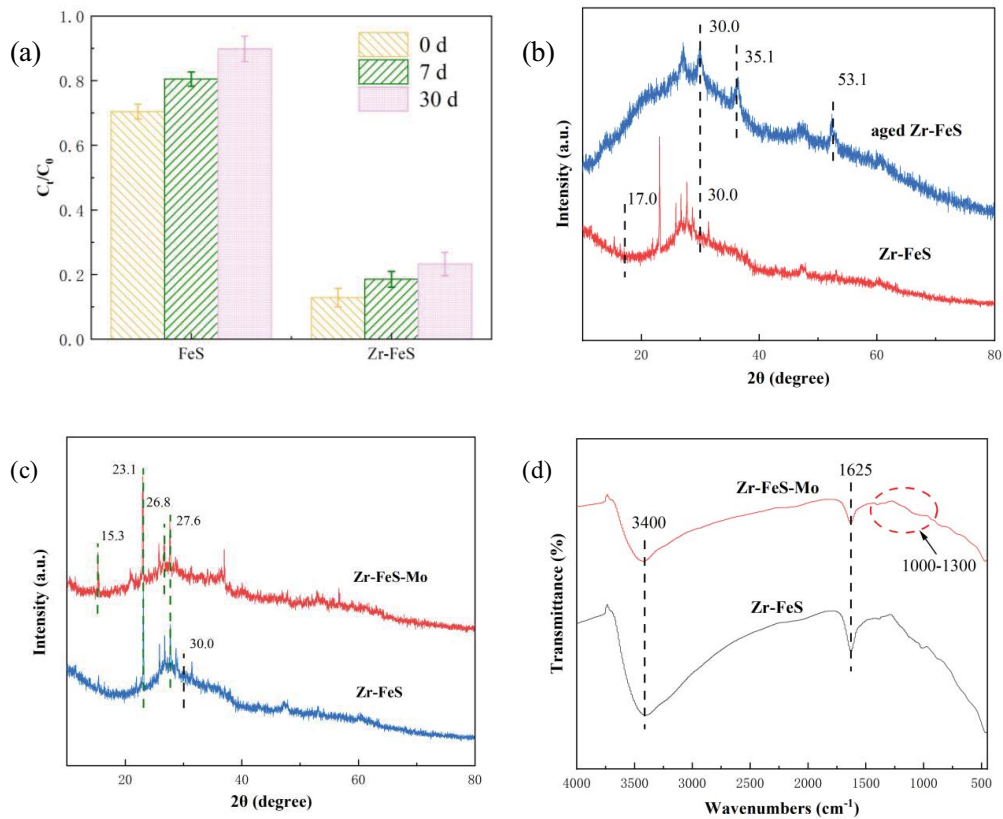 (a)
1.0
0.8
0.6
0.4
0.2
0.0
Ct/C0
0 d
7 d
30 d
FeS
Zr-FeS
(b)
30.0
35.1
53.1
aged Zr-FeS
17.0
30.0
Zr-FeS
Intensity (a.u.)
20 40 60 80
2θ (degree)
(c)
23.1
26.8
27.6
15.3
Zr-FeS-Mo
30.0
Zr-FeS
Intensity (a.u.)
20 40 60 80
2θ (degree)
(d)
1625
Zr-FeS-Mo
3400
1000-1300
Zr-FeS
Transmittance (%)
4000 3500 3000 2500 2000 1500 1000 500
Wavenumbers (cm⁻¹)